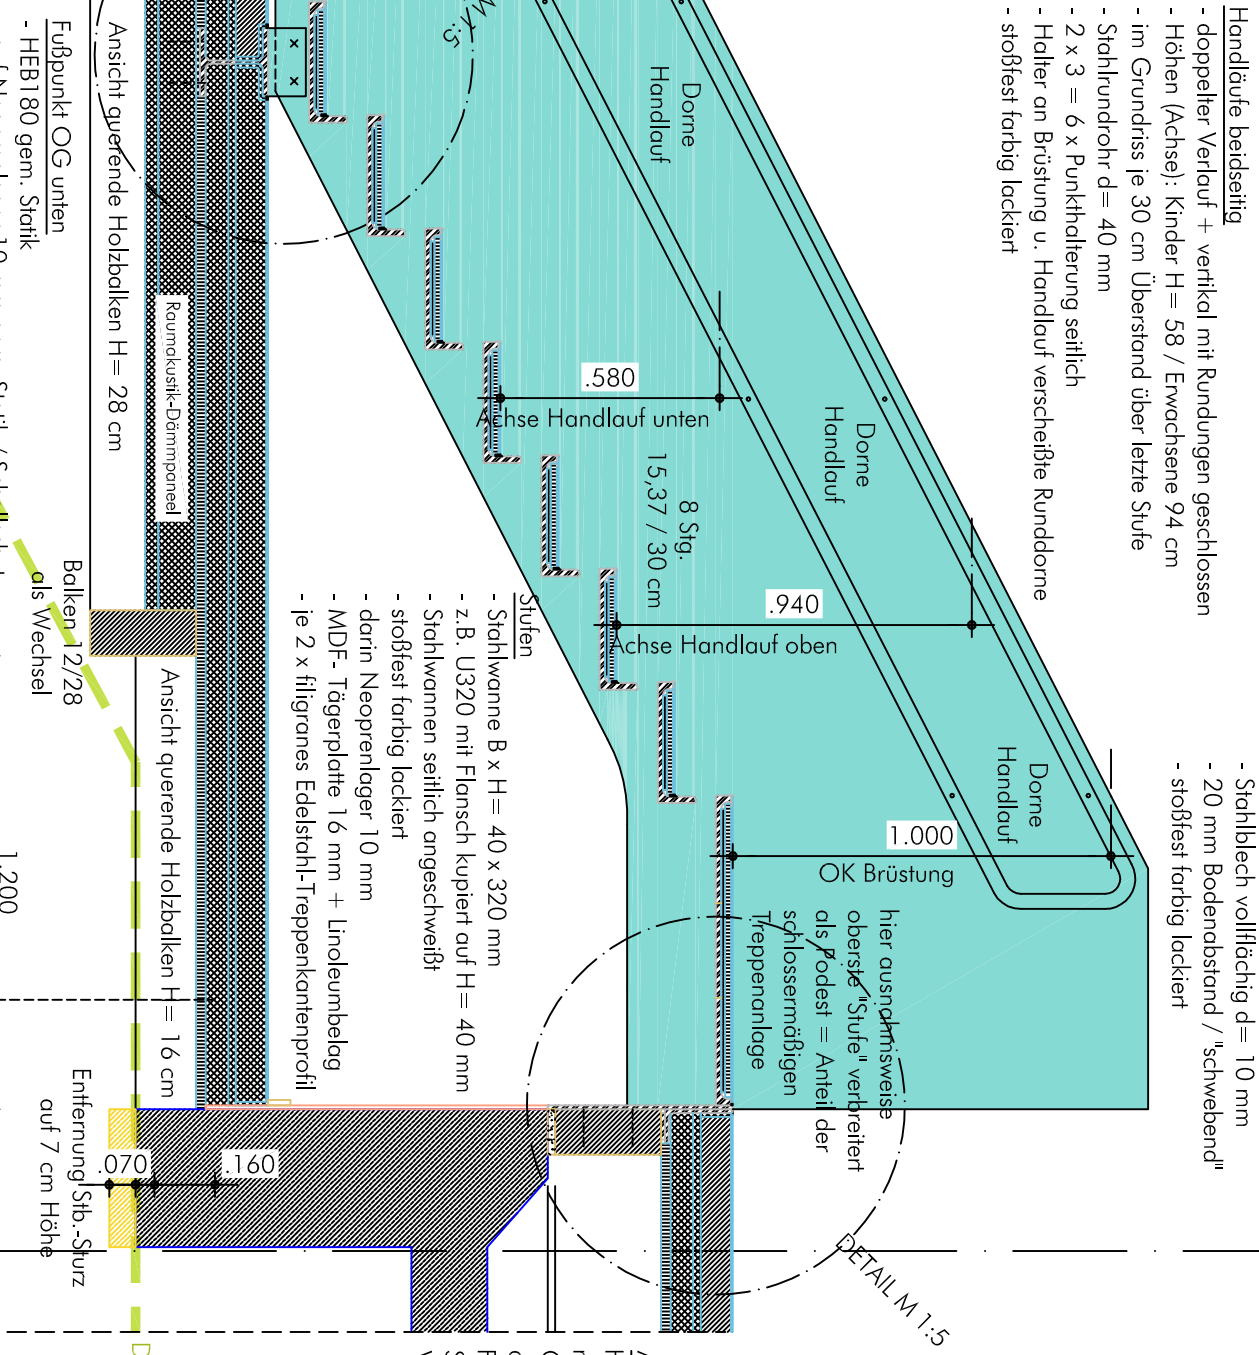 Handläufe beidseitig
- doppelter Verlauf + vertikal mit Rundungen geschlossen
- Höhen (Achse): Kinder H= 58 / Erwachsene 94 cm
- im Grundriss je 30 cm Überstand über letzte Stufe
- Stahlrundrohr d= 40 mm
- 2 x 3 = 6 x Punkthalterung seitlich
- Halter an Brüstung u. Handlauf verscheißte Runddorne
- stoßfest farbig lackiert
- Stahlblech vollflächig d= 10 mm
- 20 mm Bodenabstand / "schwebend"
- stoßfest farbig lackiert
Dorne
Handlauf
Dorne
Handlauf
Dorne
Handlauf
.580
Achse Handlauf unten
8 Stg.
15,37 / 30 cm
.940
Achse Handlauf oben
1.000
OK Brüstung
hier ausnahmsweise
oberste "Stufe" verbreitert
als Podest = Anteil der
schlossermäßigen
Treppenanlage
Stufen
- Stahlwanne B x H= 40 x 320 mm
- z.B. U320 mit Flansch kupiert auf H= 40 mm
- Stahlwannen seitlich angeschweißt
- stoßfest farbig lackiert
- darin Neoprenlager 10 mm
- MDF- Tägerplatte 16 mm + Linoleumbelag
- je 2 x filigranes Edelstahl-Treppenkantenprofil
Raumakustik-Dämmpaneel
Ansicht querende Holzbalken H= 28 cm
Ansicht querende Holzbalken H= 16 cm
Fußpunkt OG unten
- HEB180 gem. Statik
Balken 12/28
als Wechsel
1.200
Entfernung Stb.-Sturz
auf 7 cm Höhe
.070
.160
DETAIL M 1:5